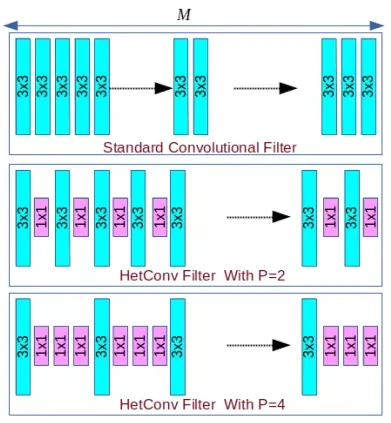 M
3x3 3x3 3x3 3x3 3x3 3x3 3x3 3x3 3x3 3x3
Standard Convolutional Filter
3x3 1x1 3x3 1x1 3x3 1x1 3x3 1x1 3x3 3x3 1x1 3x3 1x1
HetConv Filter With P=2
3x3 1x1 1x1 1x1 3x3 1x1 1x1 1x1 3x3 3x3 1x1 1x1 1x1
HetConv Filter With P=4